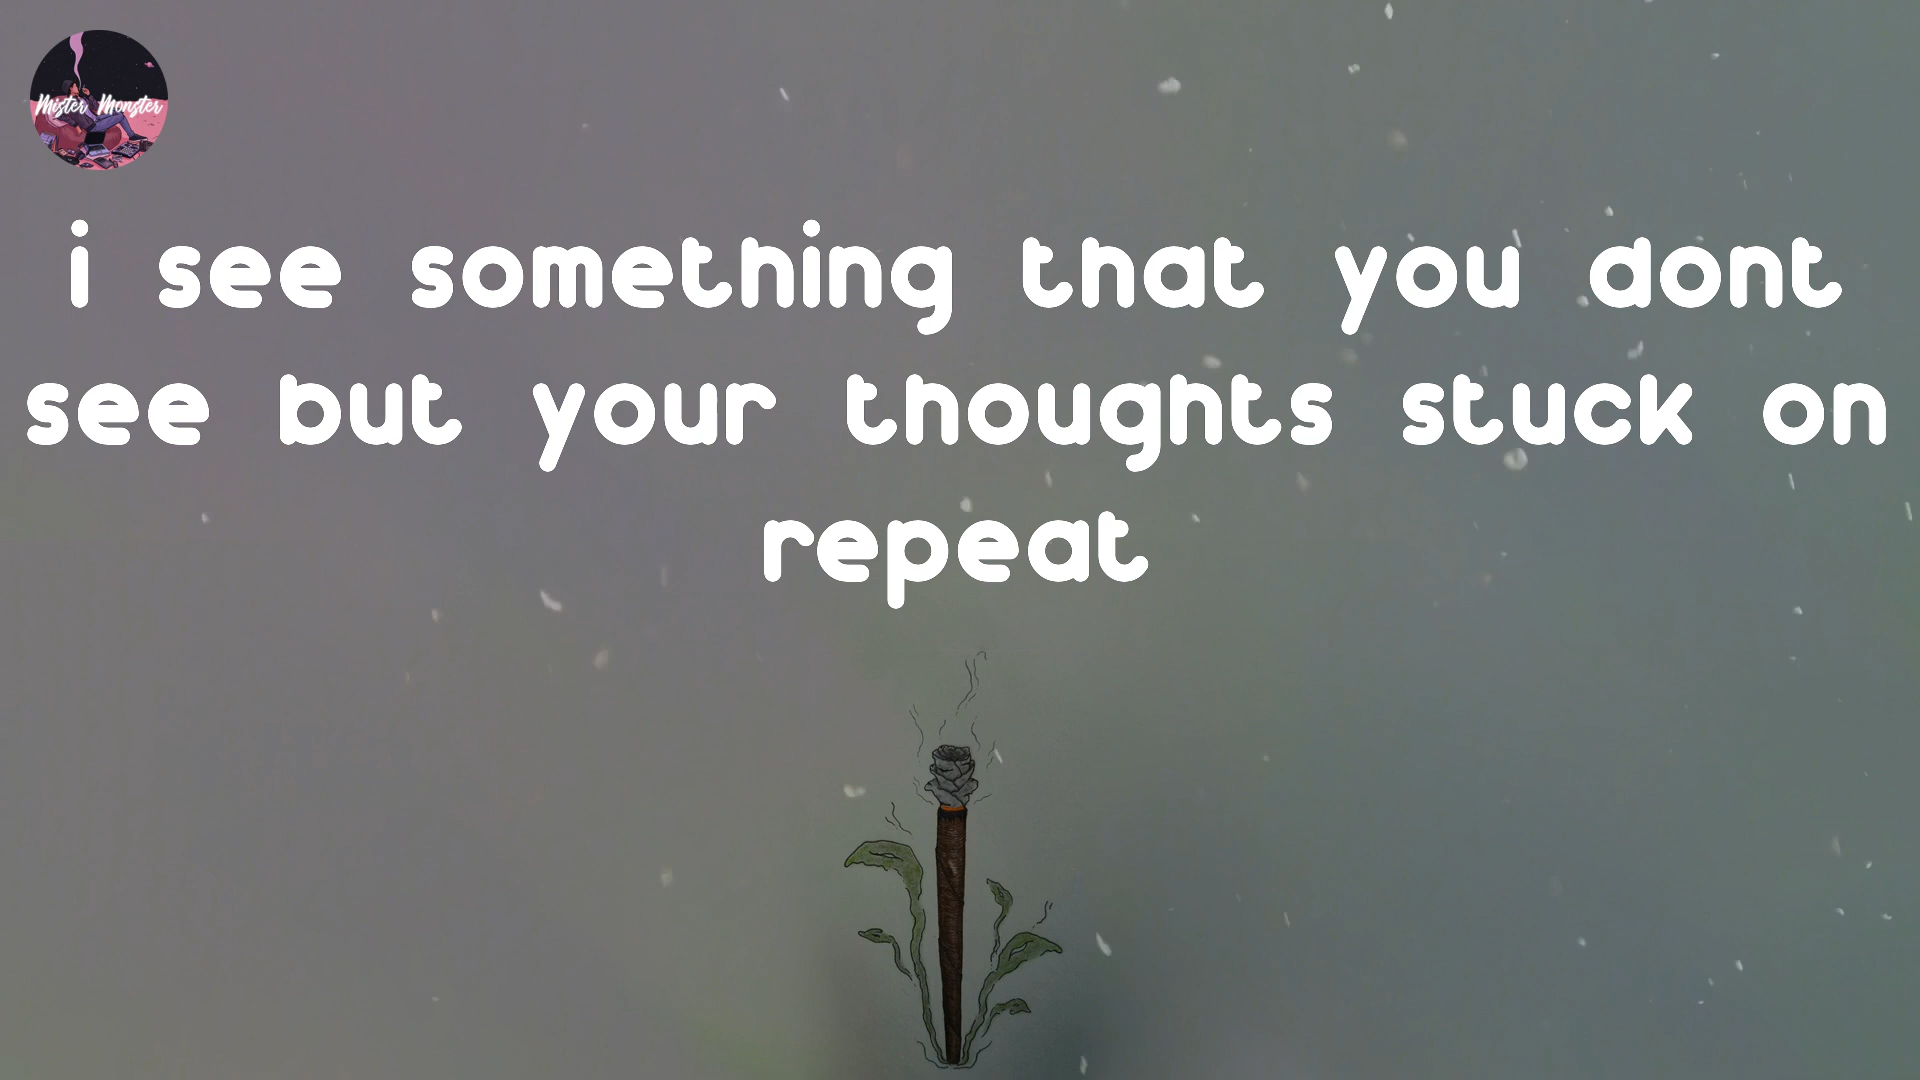 Mister Monster
i see something that you dont
see but your thoughts stuck on
repeat